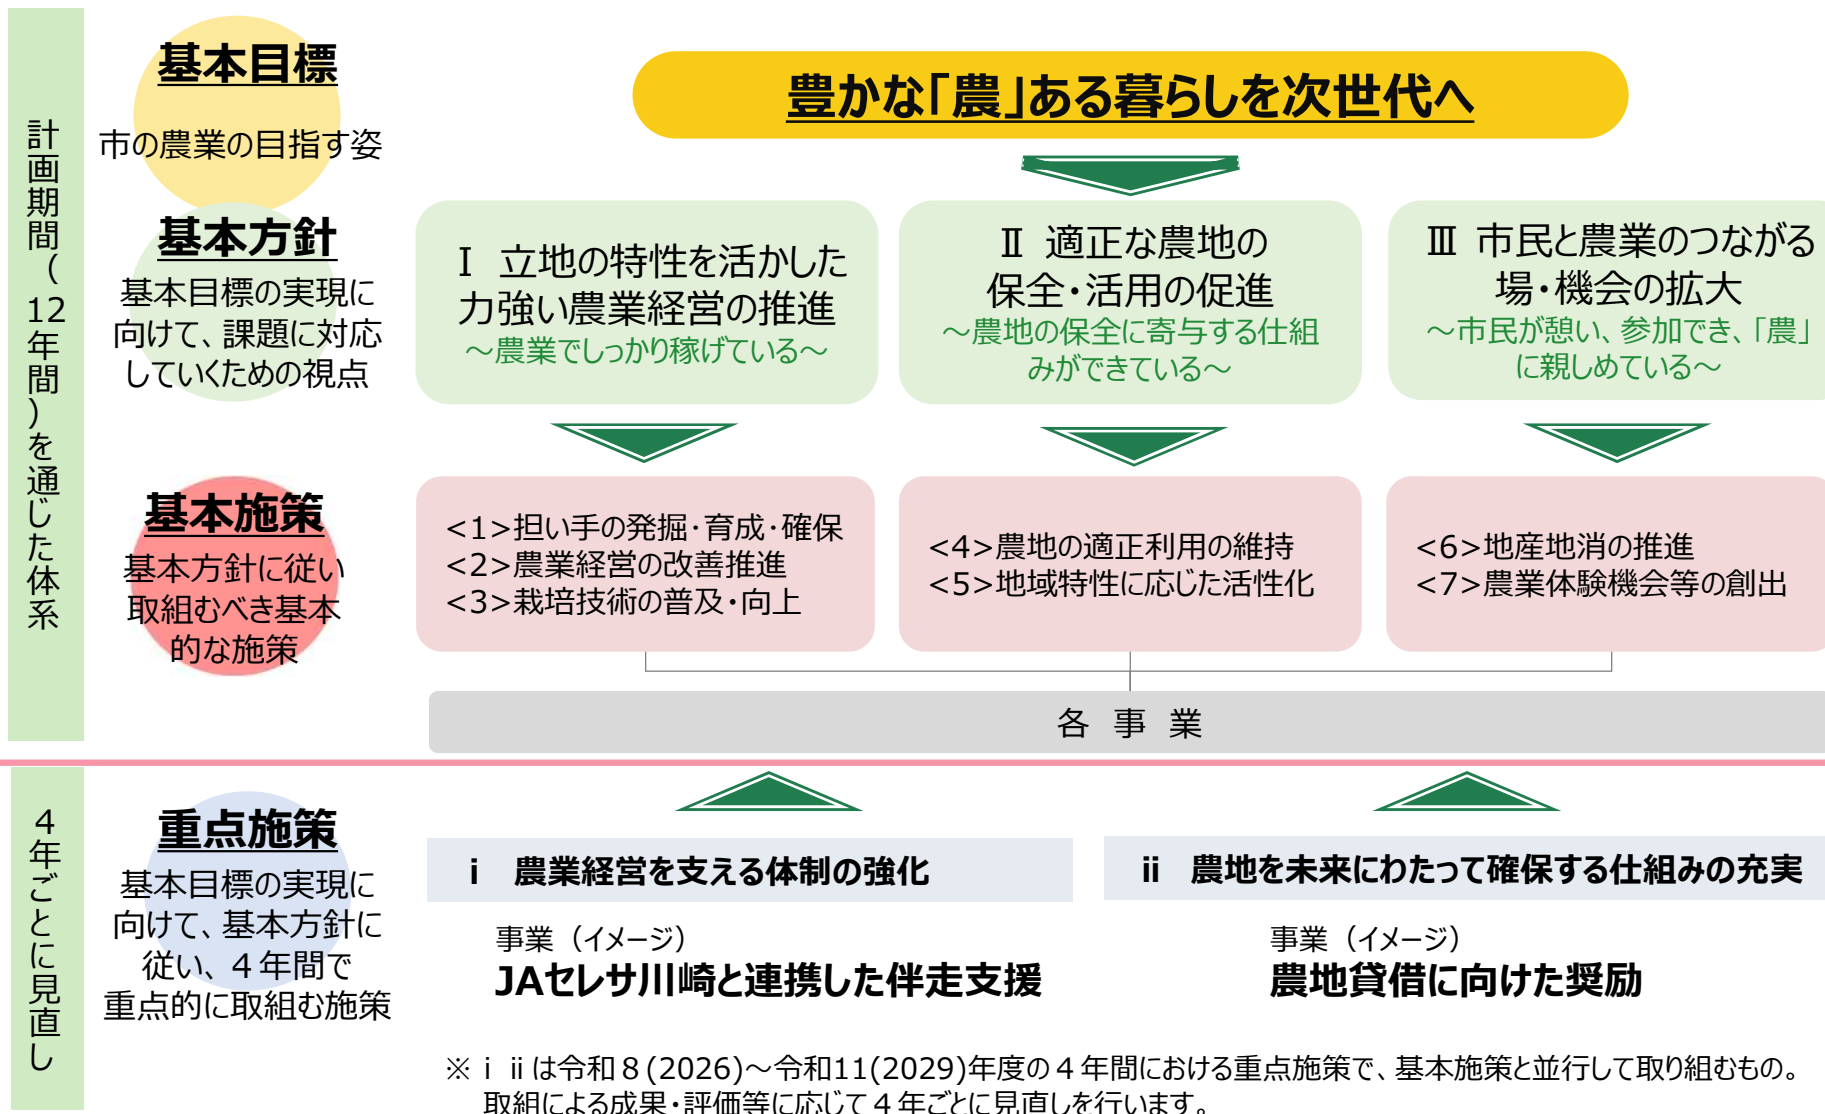 計画期間（12年間）を通じた体系
基本目標
市の農業の目指す姿
豊かな「農」ある暮らしを次世代へ
基本方針
基本目標の実現に
向けて、課題に対応
していくための視点
Ⅰ 立地の特性を活かした
力強い農業経営の推進
～農業でしっかり稼げている～
Ⅱ 適正な農地の
保全・活用の促進
～農地の保全に寄与する仕組
みができている～
Ⅲ 市民と農業のつながる
場・機会の拡大
～市民が憩い、参加でき、「農」
に親しめている～
基本施策
基本方針に従い
取組むべき基本
的な施策
<1>担い手の発掘・育成・確保
<2>農業経営の改善推進
<3>栽培技術の普及・向上
<4>農地の適正利用の維持
<5>地域特性に応じた活性化
<6>地産地消の推進
<7>農業体験機会等の創出
各 事 業
４年ごとに見直し
重点施策
基本目標の実現に
向けて、基本方針に
従い、４年間で
重点的に取組む施策
ⅰ 農業経営を支える体制の強化
事業（イメージ）
JAセレサ川崎と連携した伴走支援
ⅱ 農地を未来にわたって確保する仕組みの充実
事業（イメージ）
農地貸借に向けた奨励
※ⅰ ⅱは令和８(2026)～令和11(2029)年度の４年間における重点施策で、基本施策と並行して取り組むもの。
取組による成果・評価等に応じて４年ごとに見直しを行います。